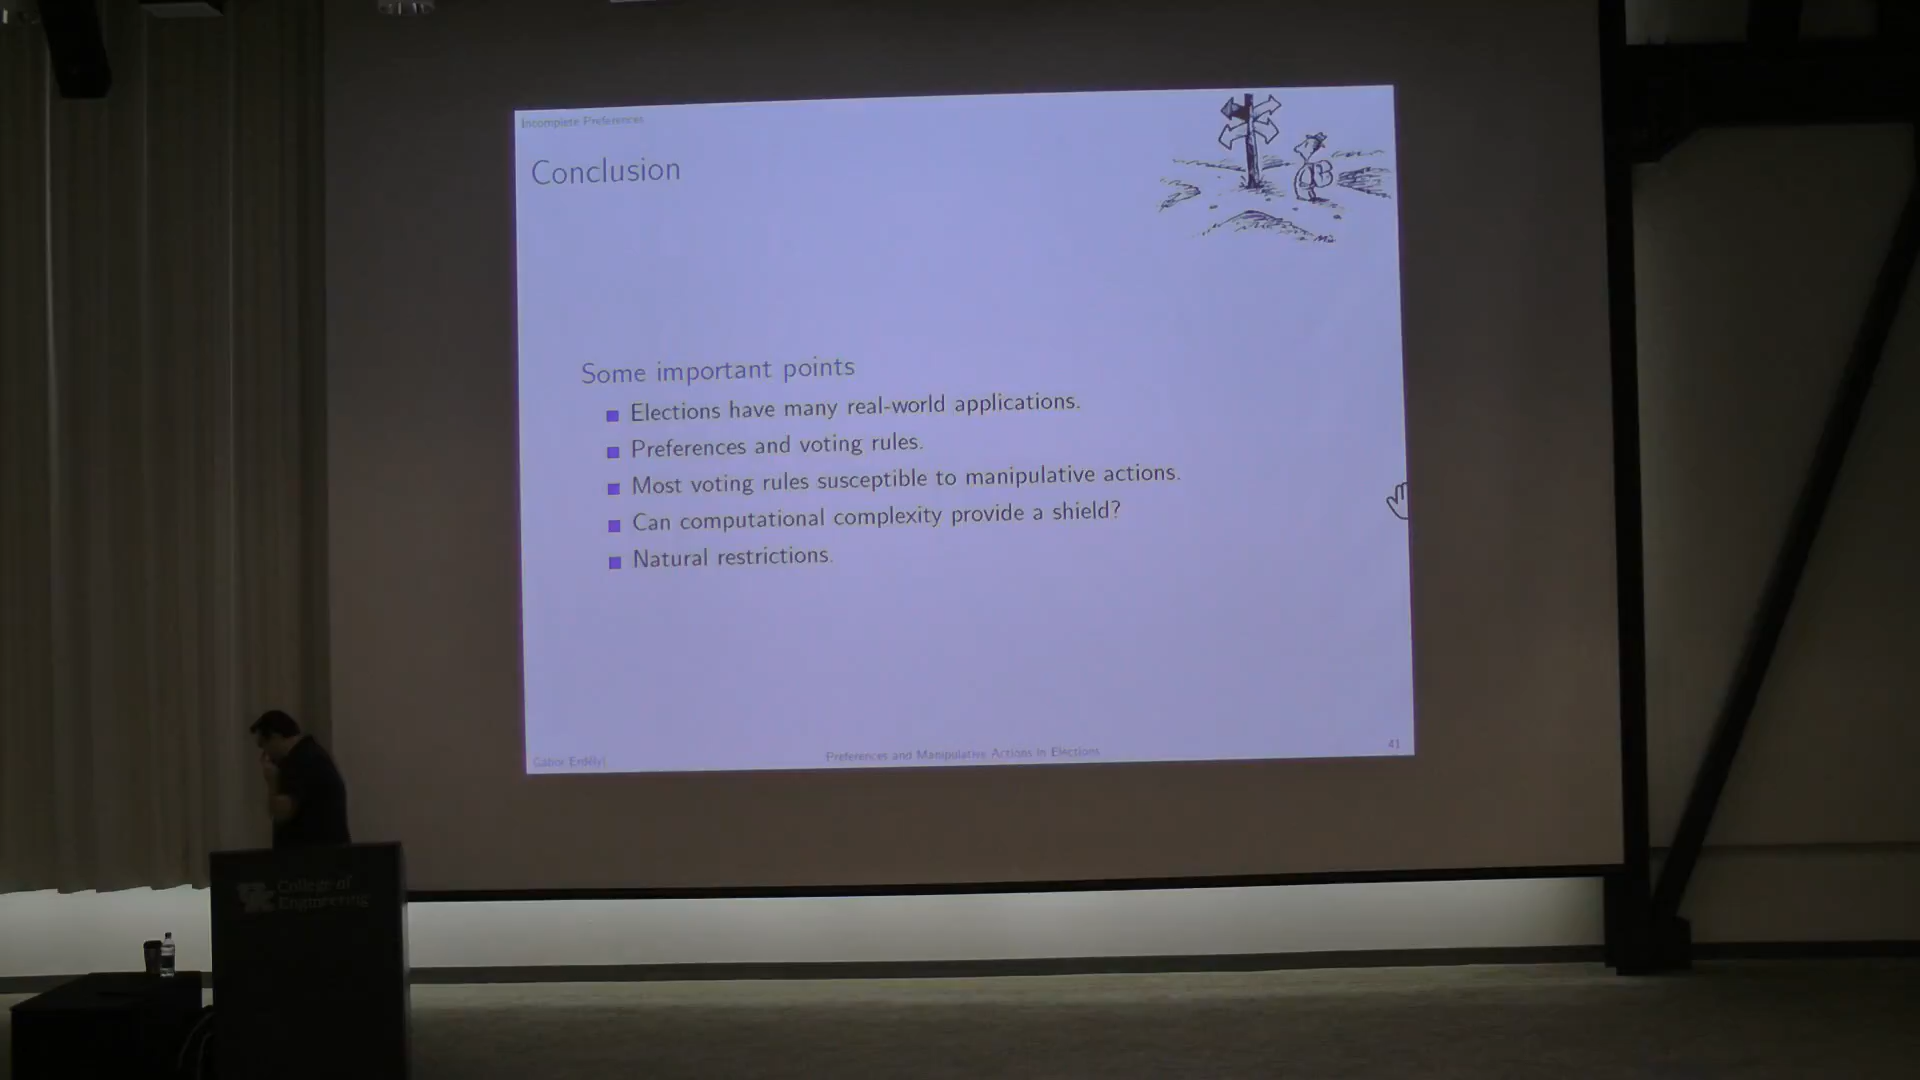 Incomplete Preferences
Conclusion
Some important points
Elections have many real-world applications.
Preferences and voting rules.
Most voting rules susceptible to manipulative actions.
Can computational complexity provide a shield?
Natural restrictions.
Gábor Erdélyi
Preferences and Manipulative Actions in Elections
41
College of
Engineering